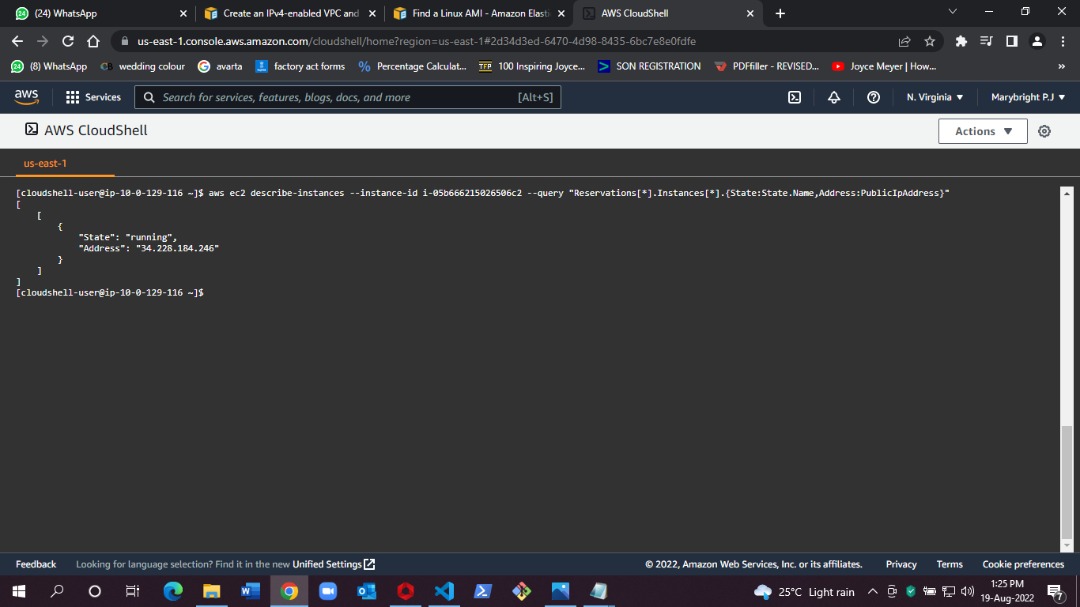 (24) WhatsApp
Create an IPv4-enabled VPC and
Find a Linux AMI - Amazon Elasti
AWS CloudShell
us-east-1.console.aws.amazon.com/cloudshell/home?region=us-east-1#2d34d3ed-6470-4d98-8435-6bc7e8e0fdfe
(8) WhatsApp
wedding colour
avarta
factory act forms
Percentage Calculat...
100 Inspiring Joyce...
SON REGISTRATION
PDFfiller - REVISED...
Joyce Meyer | How...
»
aws
Services
Search for services, features, blogs, docs, and more
[Alt+S]
N. Virginia ▼
Marybright P.J ▼
AWS CloudShell
Actions ▼
us-east-1
[cloudshell-user@ip-10-0-129-116 ~]$ aws ec2 describe-instances --instance-id i-05b666215026506c2 --query "Reservations[*].Instances[*].{State:State.Name,Address:PublicIpAddress}"
[
[
{
"State": "running",
"Address": "34.228.184.246"
}
]
]
[cloudshell-user@ip-10-0-129-116 ~]$
Feedback
Looking for language selection? Find it in the new Unified Settings
© 2022, Amazon Web Services, Inc. or its affiliates.
Privacy
Terms
Cookie preferences
25°C Light rain
1:25 PM
19-Aug-2022
7